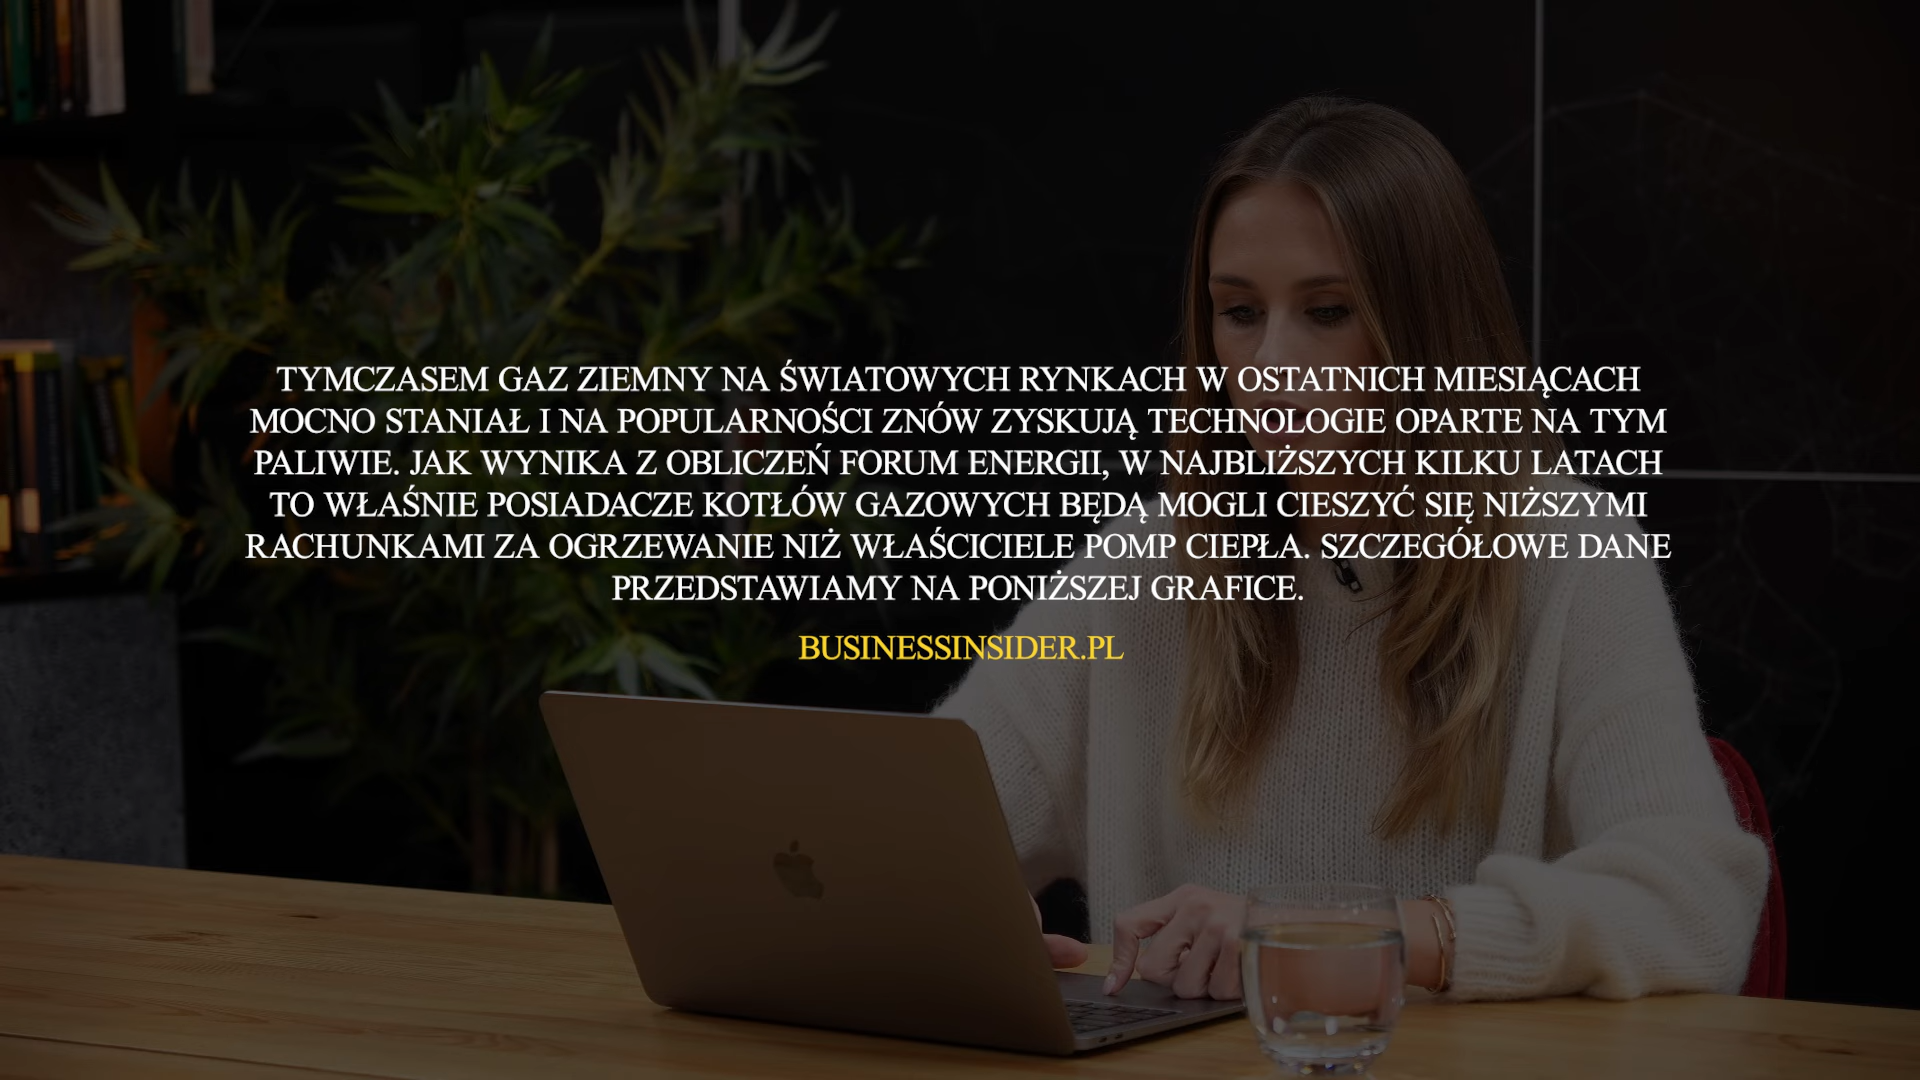 TYMCZASEM GAZ ZIEMNY NA ŚWIATOWYCH RYNKACH W OSTATNICH MIESIĄCACH
MOCNO STANIAŁ I NA POPULARNOŚCI ZNÓW ZYSKUJĄ TECHNOLOGIE OPARTE NA TYM
PALIWIE. JAK WYNIKA Z OBLICZEŃ FORUM ENERGII, W NAJBLIŻSZYCH KILKU LATACH
TO WŁAŚNIE POSIADACZE KOTŁÓW GAZOWYCH BĘDĄ MOGLI CIESZYĆ SIĘ NIŻSZYMI
RACHUNKAMI ZA OGRZEWANIE NIŻ WŁAŚCICIELE POMP CIEPŁA. SZCZEGÓŁOWE DANE
PRZEDSTAWIAMY NA PONIŻSZEJ GRAFICE.
BUSINESSINSIDER.PL